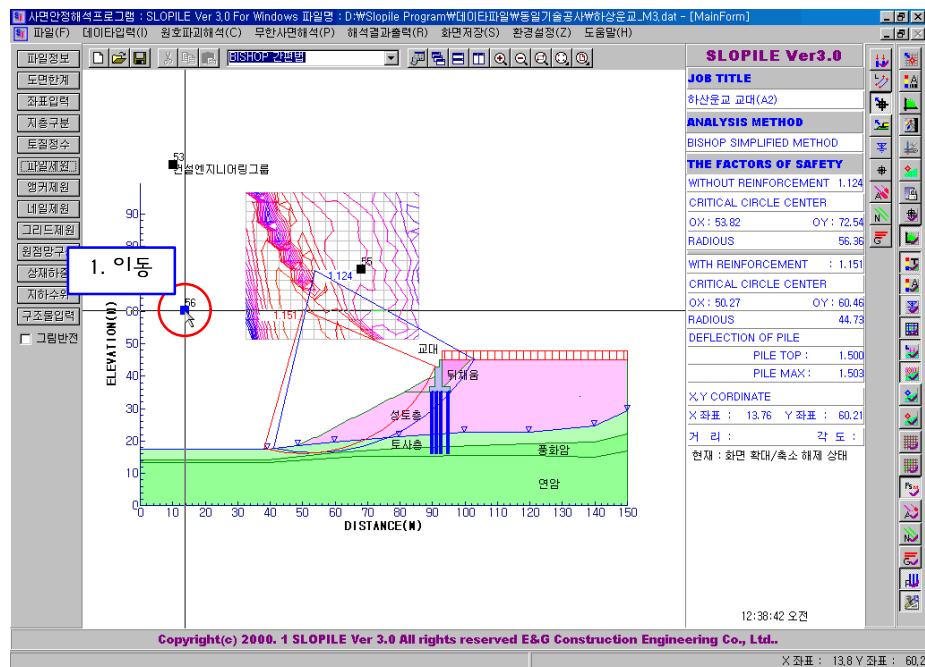 사면안정해석프로그램 : SLOPILE Ver 3,0 For Windows 파일명 : D:₩Slopile Program₩데이타파일₩동일기술공사₩하상운교_M3,dat - [MainForm]
파일(F) 데이타입력(I) 원호파괴해석(C) 무한사면해석(P) 해석결과출력(R) 화면저장(S) 환경설정(Z) 도움말(H)
BISHOP 간편법
파일정보
도면한계
좌표입력
지층구분
토질정수
파일제원
앵커제원
네일제원
그리드제원
원점망구
상재하중
지하수위
구조물입력
그림반전
1. 이동
53
컨설엔지니어링그룹
55
56
1.124
1.151
교대
뒤채움
성토층
토사층
풍화암
연암
ELEVATION(M)
90
80
60
50
40
30
20
10
0
0 10 20 30 40 50 60 70 80 90 100 110 120 130 140 150
DISTANCE(M)
SLOPILE Ver3.0
JOB TITLE
하산운교 교대(A2)
ANALYSIS METHOD
BISHOP SIMPLIFIED METHOD
THE FACTORS OF SAFETY
WITHOUT REINFORCEMENT 1.124
CRITICAL CIRCLE CENTER
OX : 53.82 OY : 72.54
RADIOUS 56.36
WITH REINFORCEMENT : 1.151
CRITICAL CIRCLE CENTER
OX : 50.27 OY : 60.46
RADIOUS 44.73
DEFLECTION OF PILE
PILE TOP : 1.500
PILE MAX : 1.503
X,Y CORDINATE
X 좌표 : 13.76 Y 좌표 : 60.21
거 리 : 각 도 :
현재 : 화면 확대/축소 해제 상태
12:38:42 오전
Copyright(c) 2000. 1 SLOPILE Ver 3.0 All rights reserved E&G Construction Engineering Co., Ltd..
X 좌표 : 13,8 Y 좌표 : 60,2